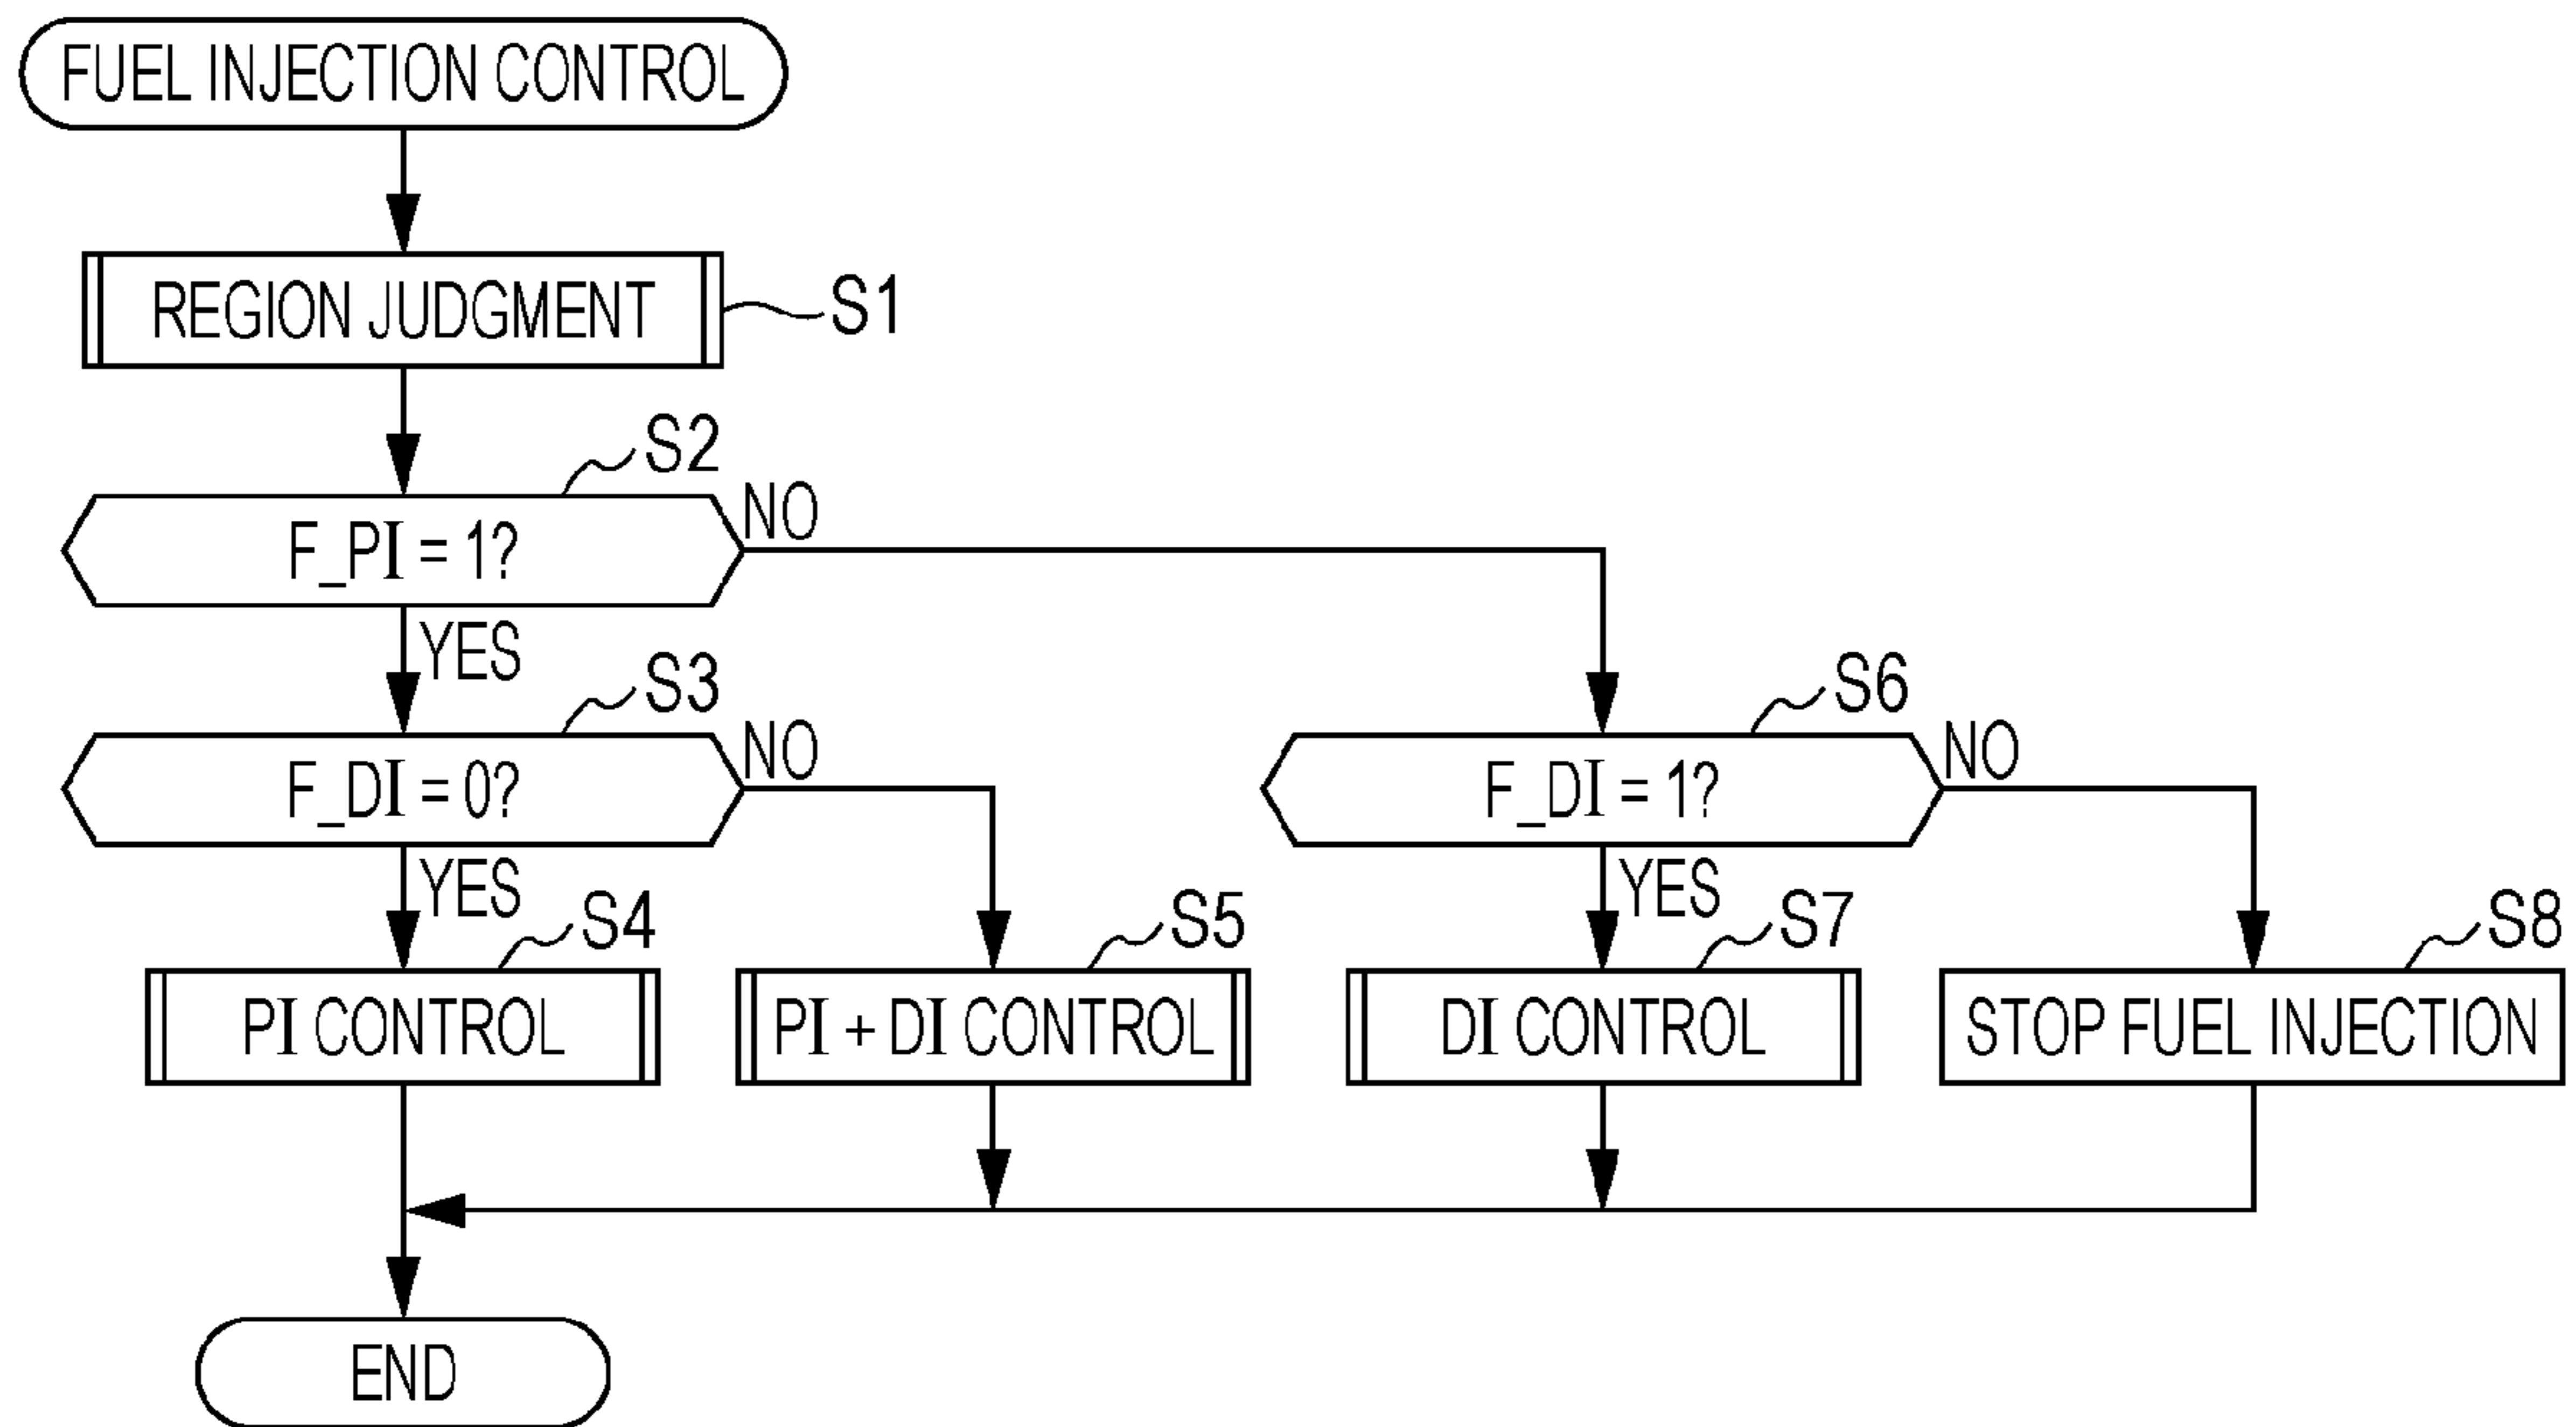 FUEL INJECTION CONTROL
REGION JUDGMENT
S1
S2
F_PI = 1?
NO
YES
S3
F_DI = 0?
NO
S6
F_DI = 1?
NO
YES
YES
S4
PI CONTROL
S5
PI + DI CONTROL
S7
DI CONTROL
S8
STOP FUEL INJECTION
END